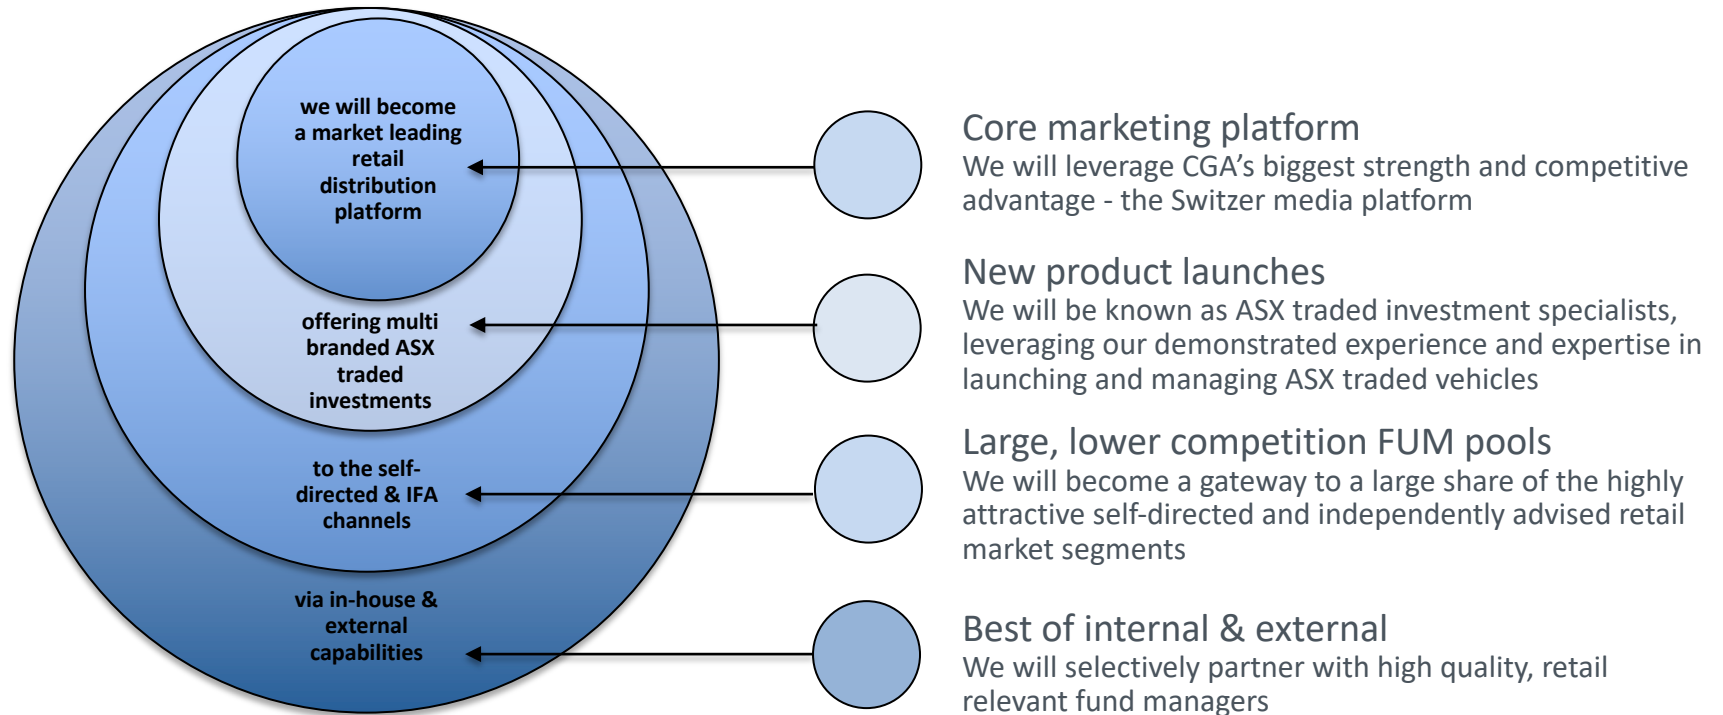 we will become
a market leading
retail
distribution
platform
offering multi
branded ASX
traded
investments
to the self-
directed & IFA
channels
via in-house &
external
capabilities
Core marketing platform
We will leverage CGA’s biggest strength and competitive
advantage - the Switzer media platform
New product launches
We will be known as ASX traded investment specialists,
leveraging our demonstrated experience and expertise in
launching and managing ASX traded vehicles
Large, lower competition FUM pools
We will become a gateway to a large share of the highly
attractive self-directed and independently advised retail
market segments
Best of internal & external
We will selectively partner with high quality, retail
relevant fund managers